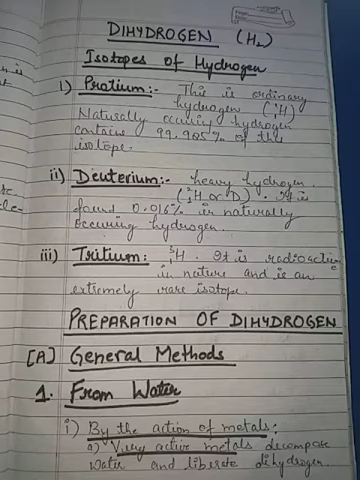 DIHYDROGEN (H₂)
Isotopes of Hydrogen
i) Protium:- This is ordinary
hydrogen (¹₁H)
Naturally occuring hydrogen
contains 99.985% of this
isotope.
ii) Deuterium:- heavy hydrogen.
(²₁H or D). It is
found 0.016% in naturally
occuring hydrogen.
iii) Tritium: ³₁H. It is radioactive
in nature and is an
extremely rare isotope.
PREPARATION OF DIHYDROGEN
[A] General Methods
1. From Water
i) By the action of metals:
a) Very active metals decompose
water and liberate dihydrogen.